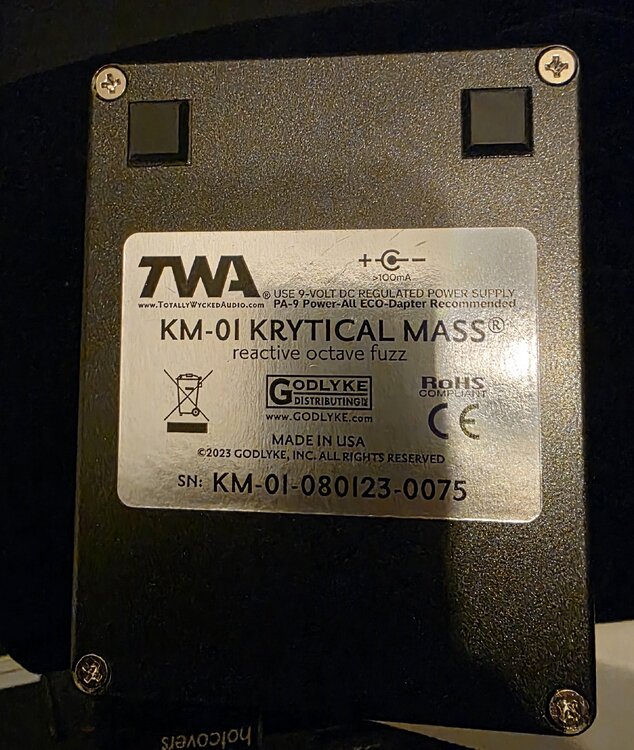 TWA®
www.TotallyWyckedAudio.com
+ −
>100mA
USE 9-VOLT DC REGULATED POWER SUPPLY
PA-9 Power-All ECO-Dapter Recommended
KM-01 KRYTICAL MASS®
reactive octave fuzz
GODLYKE
DISTRIBUTING
www.GODLYKE.com
RoHS
COMPLIANT
CE
MADE IN USA
©2023 GODLYKE, INC. ALL RIGHTS RESERVED
SN: KM-01-080123-0075
hotcovers